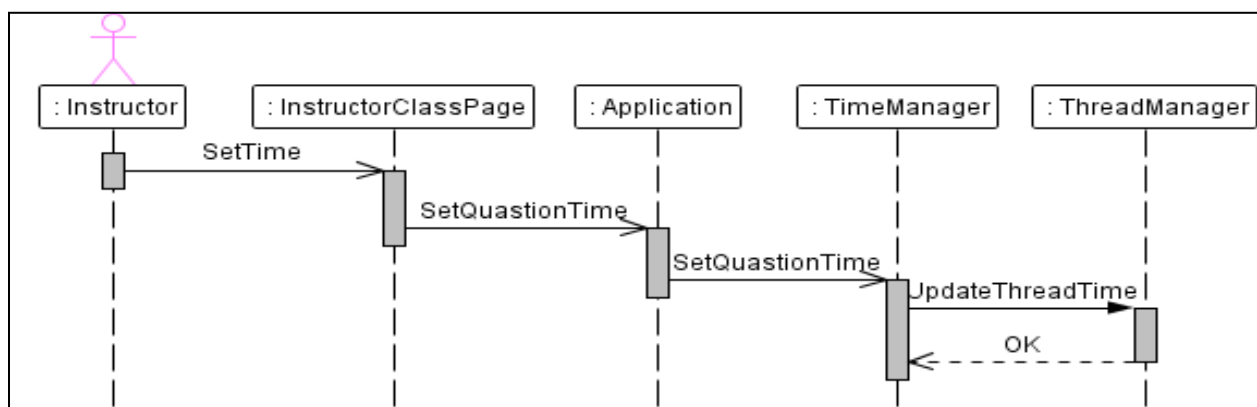 : Instructor
: InstructorClassPage
: Application
: TimeManager
: ThreadManager
SetTime
SetQuastionTime
SetQuastionTime
UpdateThreadTime
OK